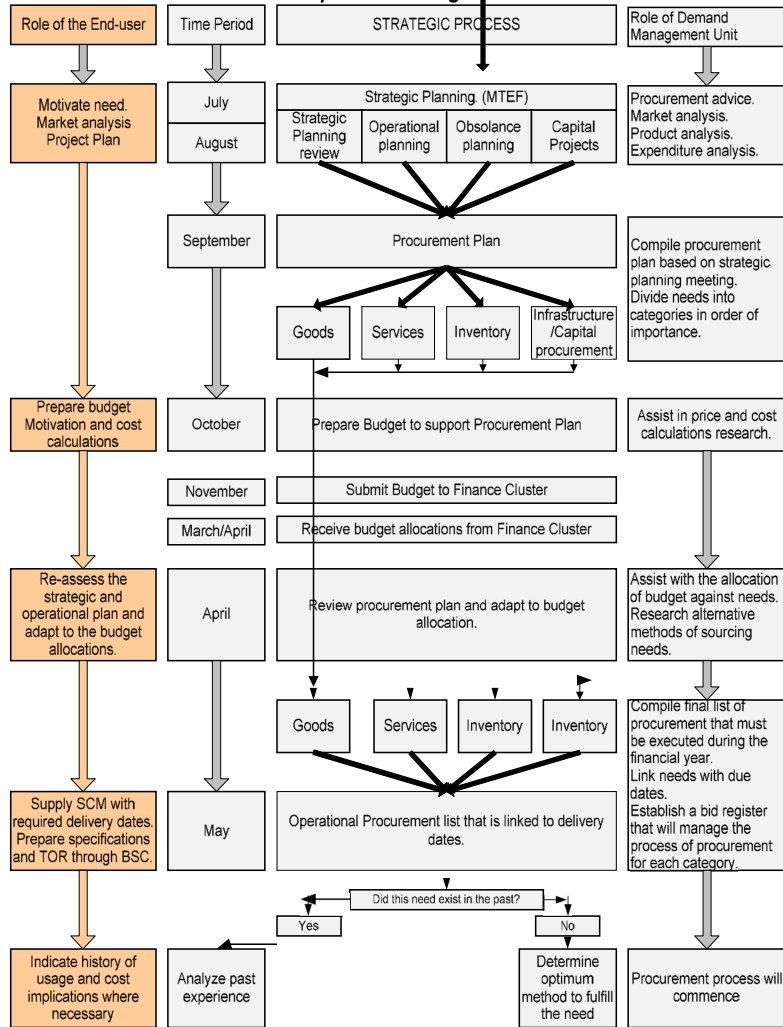 Role of the End-user
Time Period
STRATEGIC PROCESS
Role of Demand
Management Unit
Motivate need.
Market analysis
Project Plan
July
August
Strategic Planning. (MTEF)
Strategic
Planning
review
Operational
planning
Obsolance
planning
Capital
Projects
Procurement advice.
Market analysis.
Product analysis.
Expenditure analysis.
September
Procurement Plan
Compile procurement
plan based on strategic
planning meeting.
Divide needs into
categories in order of
importance.
Goods
Services
Inventory
Infrastructure
/Capital
procurement
Prepare budget
Motivation and cost
calculations
October
Prepare Budget to support Procurement Plan
Assist in price and cost
calculations research.
November
Submit Budget to Finance Cluster
March/April
Receive budget allocations from Finance Cluster
Re-assess the
strategic and
operational plan and
adapt to the budget
allocations.
April
Review procurement plan and adapt to budget
allocation.
Assist with the allocation
of budget against needs.
Research alternative
methods of sourcing
needs.
Goods
Services
Inventory
Inventory
Compile final list of
procurement that must
be executed during the
financial year.
Link needs with due
dates.
Establish a bid register
that will manage the
process of procurement
for each category.
Supply SCM with
required delivery dates.
Prepare specifications
and TOR through BSC.
May
Operational Procurement list that is linked to delivery
dates.
Did this need exist in the past?
Yes
No
Indicate history of
usage and cost
implications where
necessary
Analyze past
experience
Determine
optimum
method to fulfill
the need
Procurement process will
commence